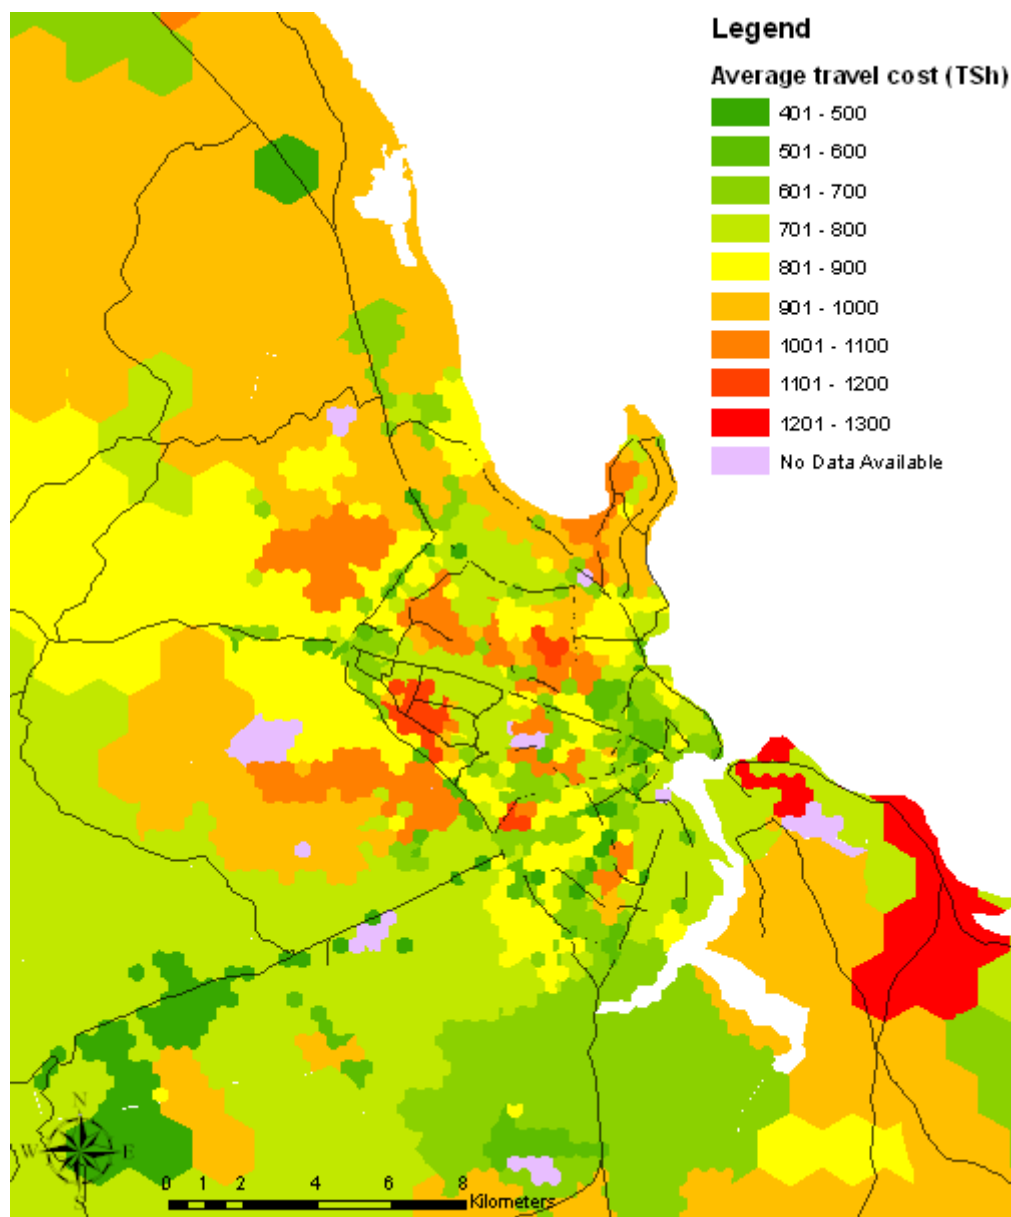 Legend
Average travel cost (TSh)
401 - 500
501 - 600
601 - 700
701 - 800
801 - 900
901 - 1000
1001 - 1100
1101 - 1200
1201 - 1300
No Data Available
N
W E
S
0 1 2 4 6 8
Kilometers